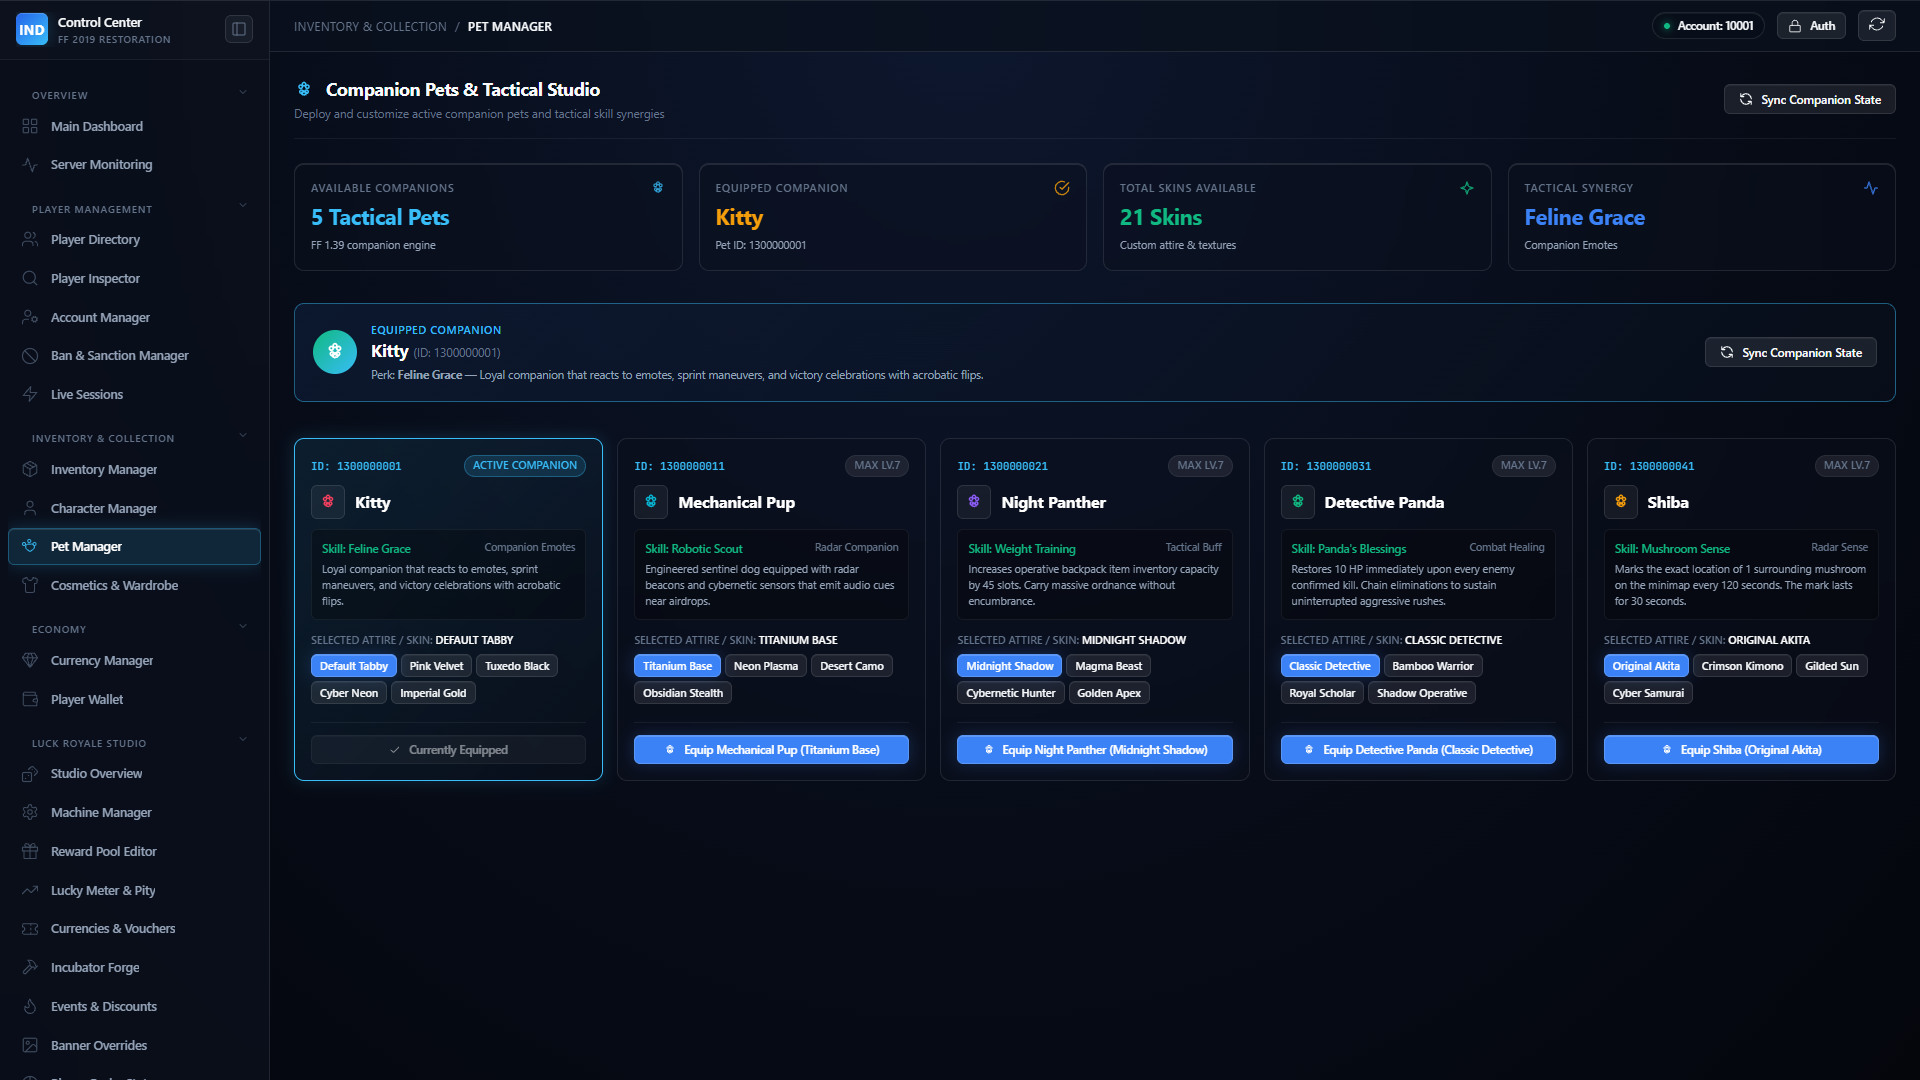 IND
Control Center
FF 2019 RESTORATION
OVERVIEW
Main Dashboard
Server Monitoring
PLAYER MANAGEMENT
Player Directory
Player Inspector
Account Manager
Ban & Sanction Manager
Live Sessions
INVENTORY & COLLECTION
Inventory Manager
Character Manager
Pet Manager
Cosmetics & Wardrobe
ECONOMY
Currency Manager
Player Wallet
LUCK ROYALE STUDIO
Studio Overview
Machine Manager
Reward Pool Editor
Lucky Meter & Pity
Currencies & Vouchers
Incubator Forge
Events & Discounts
Banner Overrides
INVENTORY & COLLECTION / PET MANAGER
Account: 10001
Auth
Companion Pets & Tactical Studio
Deploy and customize active companion pets and tactical skill synergies
Sync Companion State
AVAILABLE COMPANIONS
5 Tactical Pets
FF 1.39 companion engine
EQUIPPED COMPANION
Kitty
Pet ID: 1300000001
TOTAL SKINS AVAILABLE
21 Skins
Custom attire & textures
TACTICAL SYNERGY
Feline Grace
Companion Emotes
EQUIPPED COMPANION
Kitty (ID: 1300000001)
Perk: Feline Grace — Loyal companion that reacts to emotes, sprint maneuvers, and victory celebrations with acrobatic flips.
Sync Companion State
ID: 1300000001
ACTIVE COMPANION
Kitty
Skill: Feline Grace
Companion Emotes
Loyal companion that reacts to emotes, sprint
maneuvers, and victory celebrations with acrobatic
flips.
SELECTED ATTIRE / SKIN: DEFAULT TABBY
Default Tabby
Pink Velvet
Tuxedo Black
Cyber Neon
Imperial Gold
Currently Equipped
ID: 1300000011
MAX LV.7
Mechanical Pup
Skill: Robotic Scout
Radar Companion
Engineered sentinel dog equipped with radar
beacons and cybernetic sensors that emit audio cues
near airdrops.
SELECTED ATTIRE / SKIN: TITANIUM BASE
Titanium Base
Neon Plasma
Desert Camo
Obsidian Stealth
Equip Mechanical Pup (Titanium Base)
ID: 1300000021
MAX LV.7
Night Panther
Skill: Weight Training
Tactical Buff
Increases operative backpack item inventory capacity
by 45 slots. Carry massive ordnance without
encumbrance.
SELECTED ATTIRE / SKIN: MIDNIGHT SHADOW
Midnight Shadow
Magma Beast
Cybernetic Hunter
Golden Apex
Equip Night Panther (Midnight Shadow)
ID: 1300000031
MAX LV.7
Detective Panda
Skill: Panda's Blessings
Combat Healing
Restores 10 HP immediately upon every enemy
confirmed kill. Chain eliminations to sustain
uninterrupted aggressive rushes.
SELECTED ATTIRE / SKIN: CLASSIC DETECTIVE
Classic Detective
Bamboo Warrior
Royal Scholar
Shadow Operative
Equip Detective Panda (Classic Detective)
ID: 1300000041
MAX LV.7
Shiba
Skill: Mushroom Sense
Radar Sense
Marks the exact location of 1 surrounding mushroom
on the minimap every 120 seconds. The mark lasts
for 30 seconds.
SELECTED ATTIRE / SKIN: ORIGINAL AKITA
Original Akita
Crimson Kimono
Gilded Sun
Cyber Samurai
Equip Shiba (Original Akita)